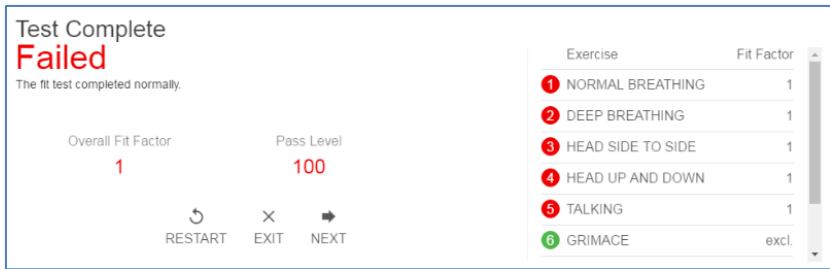 Test Complete
Failed
The fit test completed normally.
Overall Fit Factor Pass Level
1 100
RESTART EXIT NEXT
Exercise Fit Factor
1 NORMAL BREATHING 1
2 DEEP BREATHING 1
3 HEAD SIDE TO SIDE 1
4 HEAD UP AND DOWN 1
5 TALKING 1
6 GRIMACE excl.